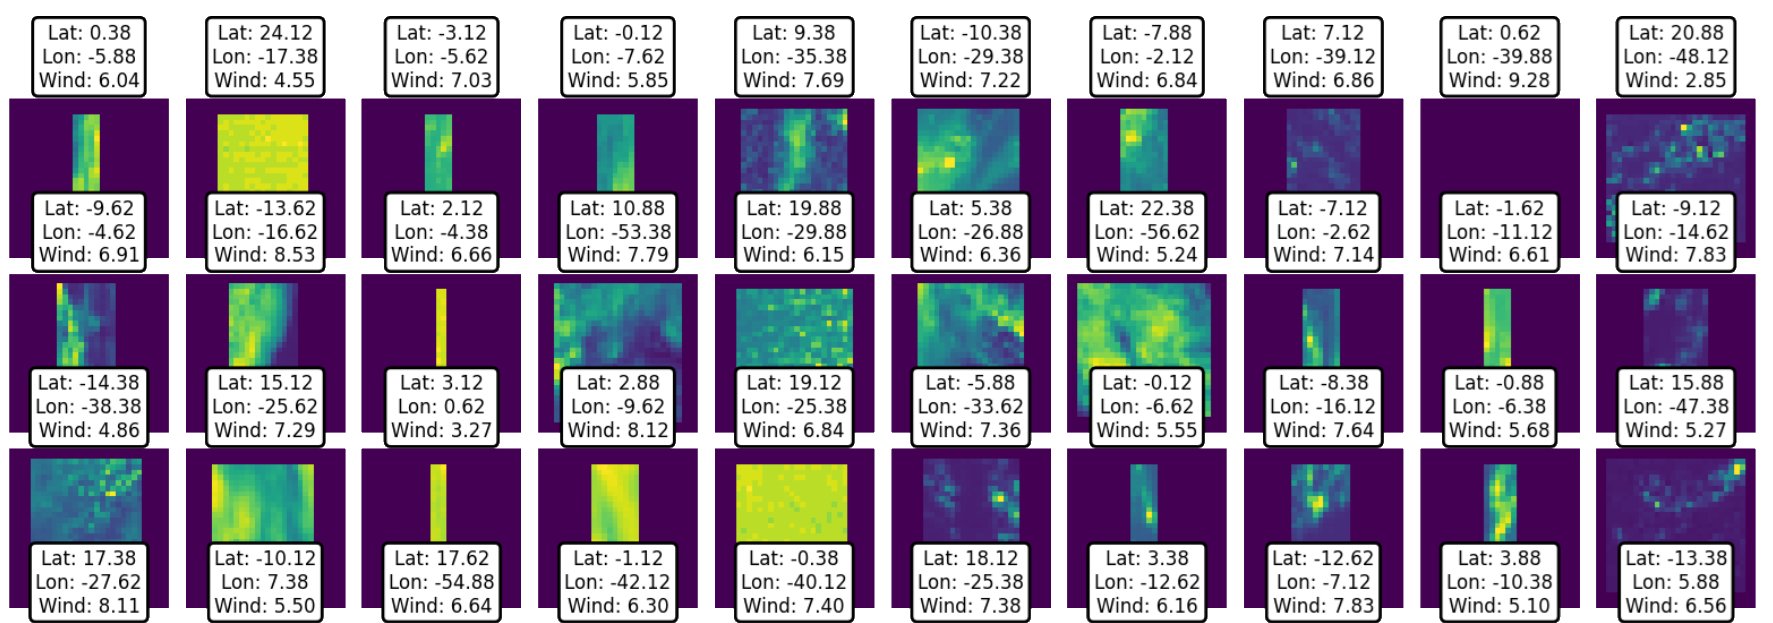 Lat: 0.38
Lon: -5.88
Wind: 6.04
Lat: 24.12
Lon: -17.38
Wind: 4.55
Lat: -3.12
Lon: -5.62
Wind: 7.03
Lat: -0.12
Lon: -7.62
Wind: 5.85
Lat: 9.38
Lon: -35.38
Wind: 7.69
Lat: -10.38
Lon: -29.38
Wind: 7.22
Lat: -7.88
Lon: -2.12
Wind: 6.84
Lat: 7.12
Lon: -39.12
Wind: 6.86
Lat: 0.62
Lon: -39.88
Wind: 9.28
Lat: 20.88
Lon: -48.12
Wind: 2.85
Lat: -9.62
Lon: -4.62
Wind: 6.91
Lat: -13.62
Lon: -16.62
Wind: 8.53
Lat: 2.12
Lon: -4.38
Wind: 6.66
Lat: 10.88
Lon: -53.38
Wind: 7.79
Lat: 19.88
Lon: -29.88
Wind: 6.15
Lat: 5.38
Lon: -26.88
Wind: 6.36
Lat: 22.38
Lon: -56.62
Wind: 5.24
Lat: -7.12
Lon: -2.62
Wind: 7.14
Lat: -1.62
Lon: -11.12
Wind: 6.61
Lat: -9.12
Lon: -14.62
Wind: 7.83
Lat: -14.38
Lon: -38.38
Wind: 4.86
Lat: 15.12
Lon: -25.62
Wind: 7.29
Lat: 3.12
Lon: 0.62
Wind: 3.27
Lat: 2.88
Lon: -9.62
Wind: 8.12
Lat: 19.12
Lon: -25.38
Wind: 6.84
Lat: -5.88
Lon: -33.62
Wind: 7.36
Lat: -0.12
Lon: -6.62
Wind: 5.55
Lat: -8.38
Lon: -16.12
Wind: 7.64
Lat: -0.88
Lon: -6.38
Wind: 5.68
Lat: 15.88
Lon: -47.38
Wind: 5.27
Lat: 17.38
Lon: -27.62
Wind: 8.11
Lat: -10.12
Lon: 7.38
Wind: 5.50
Lat: 17.62
Lon: -54.88
Wind: 6.64
Lat: -1.12
Lon: -42.12
Wind: 6.30
Lat: -0.38
Lon: -40.12
Wind: 7.40
Lat: 18.12
Lon: -25.38
Wind: 7.38
Lat: 3.38
Lon: -12.62
Wind: 6.16
Lat: -12.62
Lon: -7.12
Wind: 7.83
Lat: 3.88
Lon: -10.38
Wind: 5.10
Lat: -13.38
Lon: 5.88
Wind: 6.56